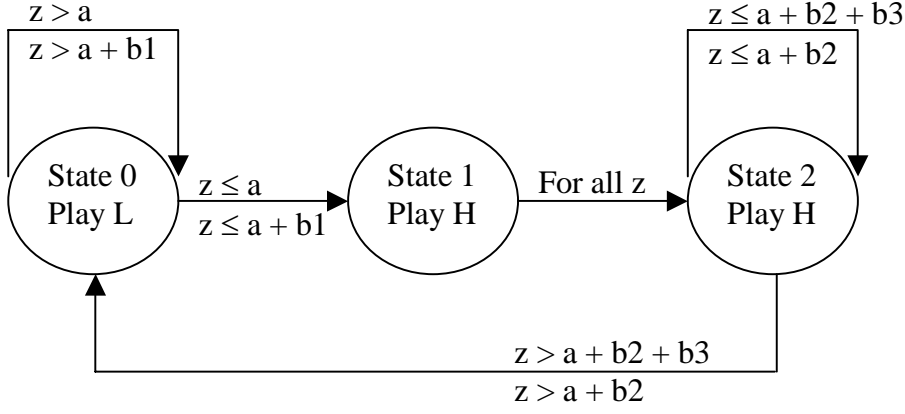 z > a
z > a + b1
z ≤ a + b2 + b3
z ≤ a + b2
State 0
Play L
z ≤ a
z ≤ a + b1
State 1
Play H
For all z
State 2
Play H
z > a + b2 + b3
z > a + b2